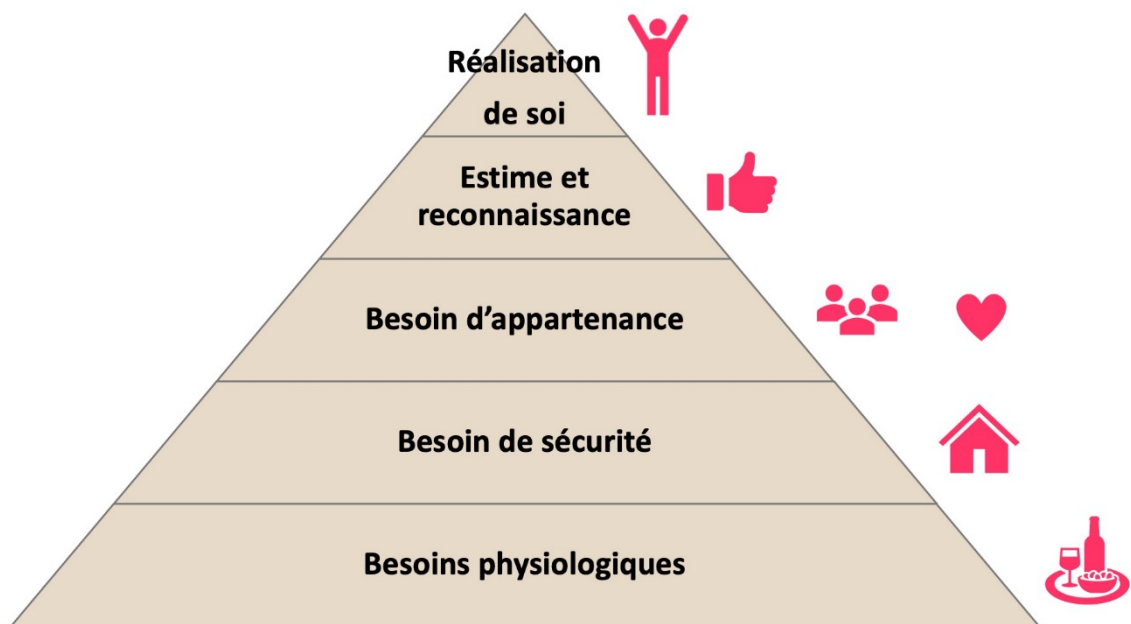 Réalisation
de soi
Estime et
reconnaissance
Besoin d’appartenance
Besoin de sécurité
Besoins physiologiques